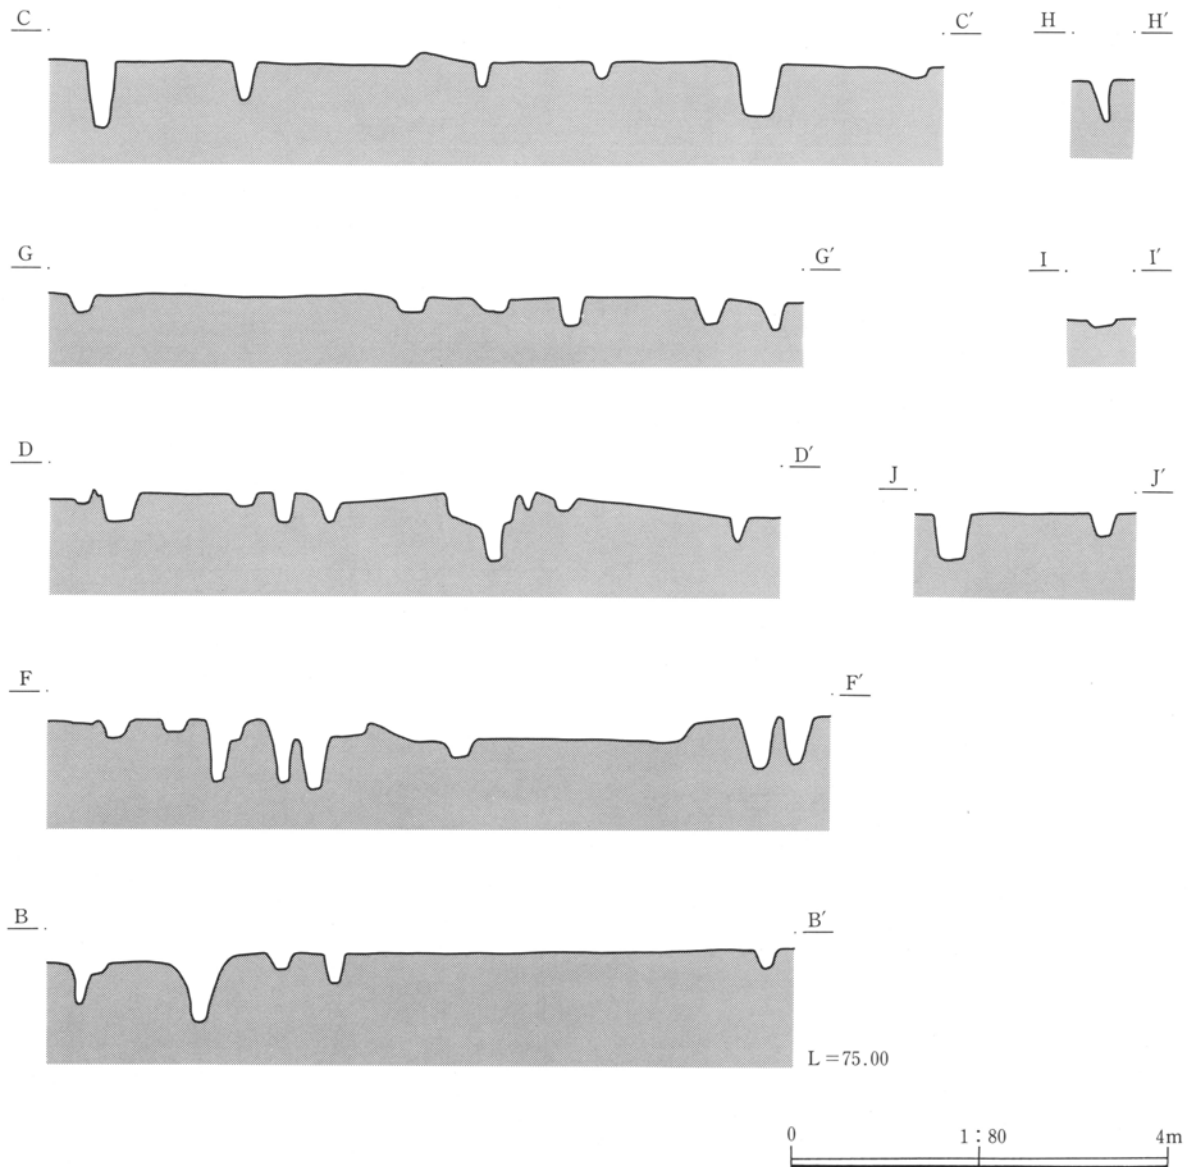 C C′ H H′
G G′ I I′
D D′ J J′
F F′
B B′
L=75.00
0 1:80 4m